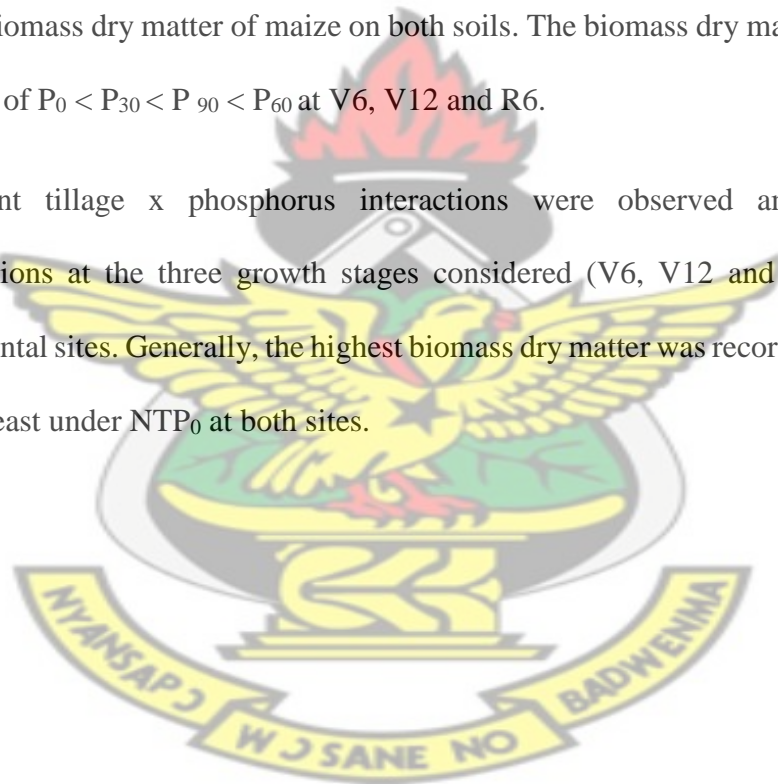 iomass dry matter of maize on both soils. The biomass dry ma
of P₀ < P₃₀ < P ₉₀ < P₆₀ at V6, V12 and R6.
nt tillage x phosphorus interactions were observed an
ions at the three growth stages considered (V6, V12 and
ntal sites. Generally, the highest biomass dry matter was recor
east under NTP₀ at both sites.
NYANSAPƆ WƆSANE NO BADWENMA